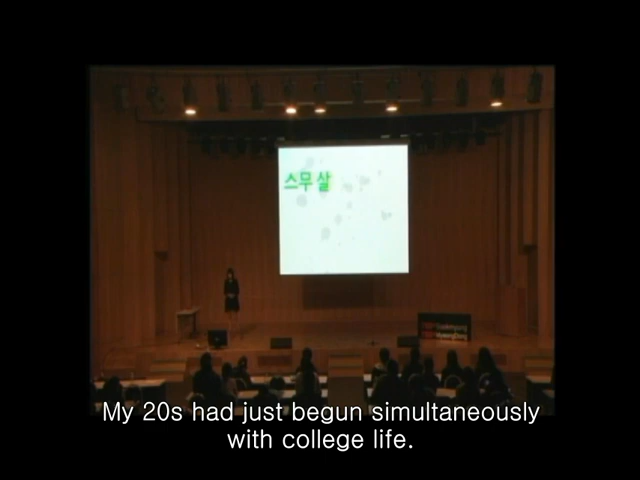 스무 살
My 20s had just begun simultaneously
with college life.